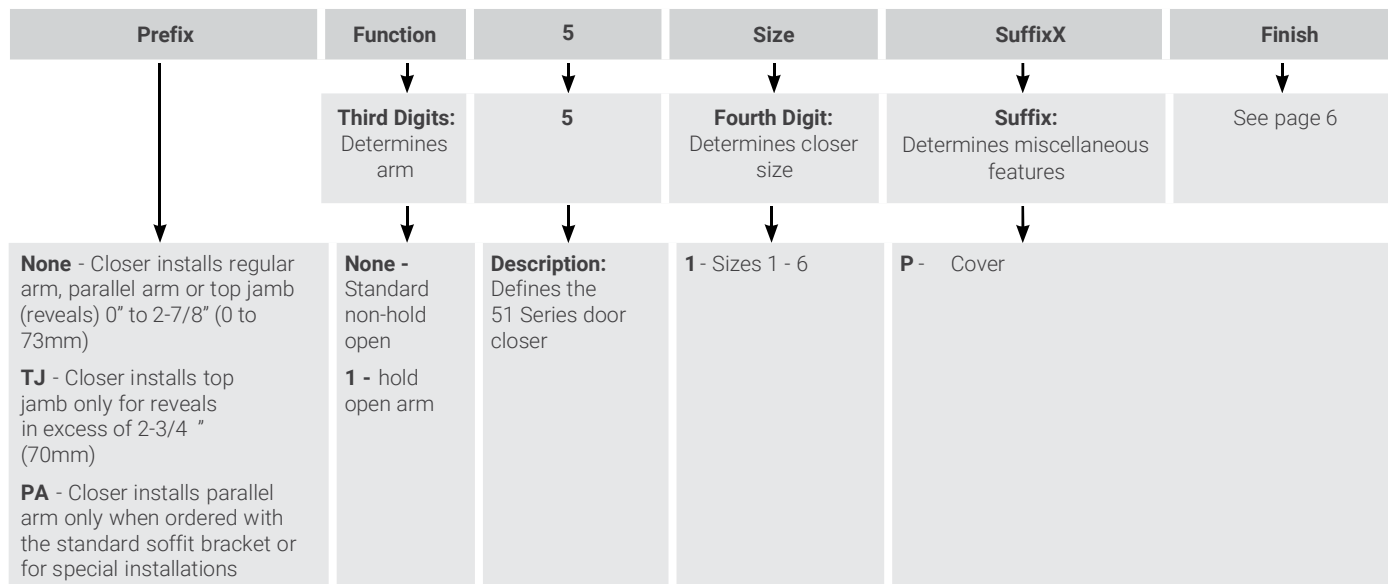 Prefix
Function
5
Size
SuffixX
Finish
Third Digits:
Determines
arm
5
Fourth Digit:
Determines closer
size
Suffix:
Determines miscellaneous
features
See page 6
None - Closer installs regular
arm, parallel arm or top jamb
(reveals) 0" to 2-7/8" (0 to
73mm)
TJ - Closer installs top
jamb only for reveals
in excess of 2-3/4 "
(70mm)
PA - Closer installs parallel
arm only when ordered with
the standard soffit bracket or
for special installations
None -
Standard
non-hold
open
1 - hold
open arm
Description:
Defines the
51 Series door
closer
1 - Sizes 1 - 6
P - Cover